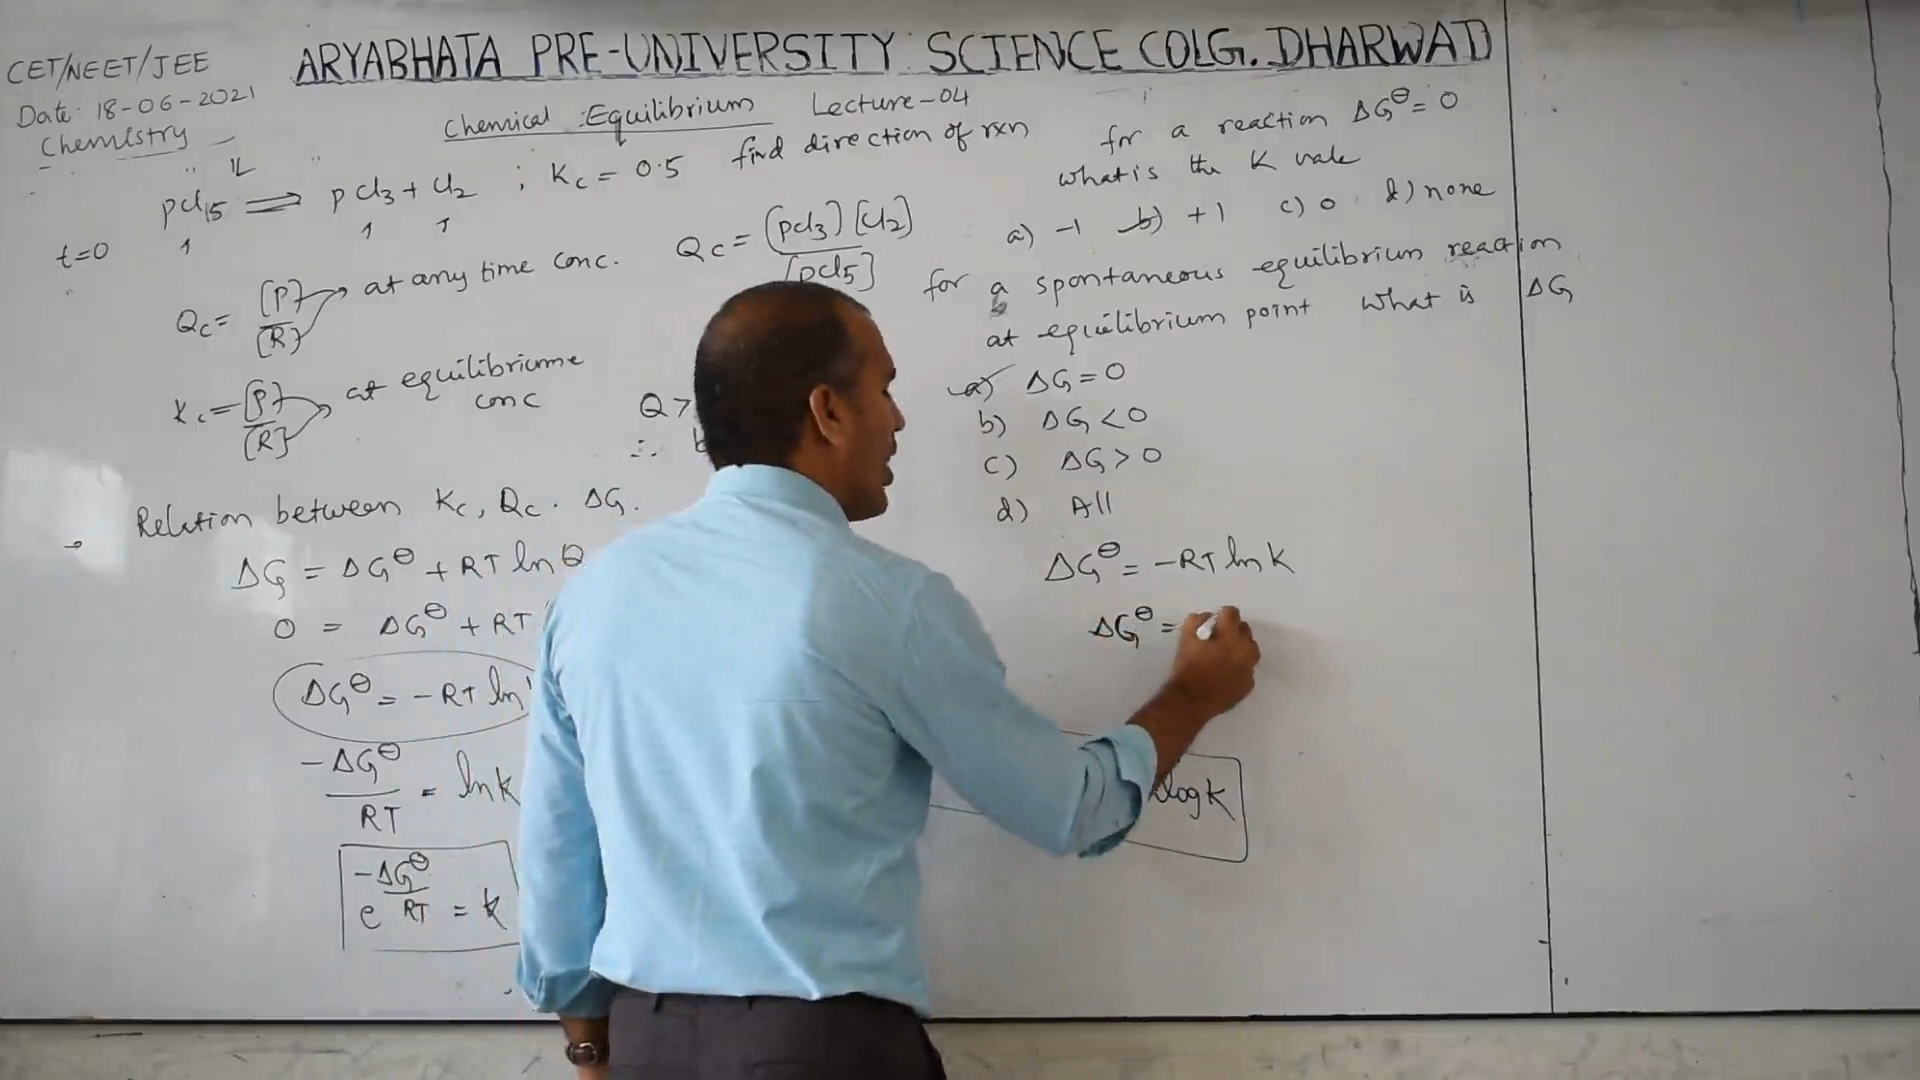 CET/NEET/JEE
ARYABHATA PRE-UNIVERSITY SCIENCE COLG. DHARWAD
Date: 18-06-2021
Chemistry
Chemical Equilibrium Lecture-04
1L
pcl5 ⇌ pcl3 + cl2 ; Kc = 0.5 find direction of rxn
t=0 1 1 1
Qc = [P]/[R] → at any time conc.
Qc = [pcl3][cl2]/[pcl5]
Kc = [P]/[R] → at equilibriume conc
Q >
∴
→ Relation between Kc, Qc. ΔG.
ΔG = ΔG⊖ + RT ln Q
0 = ΔG⊖ + RT
ΔG⊖ = -RT ln
-ΔG⊖/RT = ln K
e -ΔG⊖/RT = K
for a reaction ΔG⊖ = 0
what is the K vale
a) -1 b) +1 c) 0 d) none
for a spontaneous equilibrium reaction
at equilibrium point what is ΔG
a) ΔG = 0
b) ΔG < 0
c) ΔG > 0
d) All
ΔG⊖ = -RT ln K
ΔG⊖ =
log K